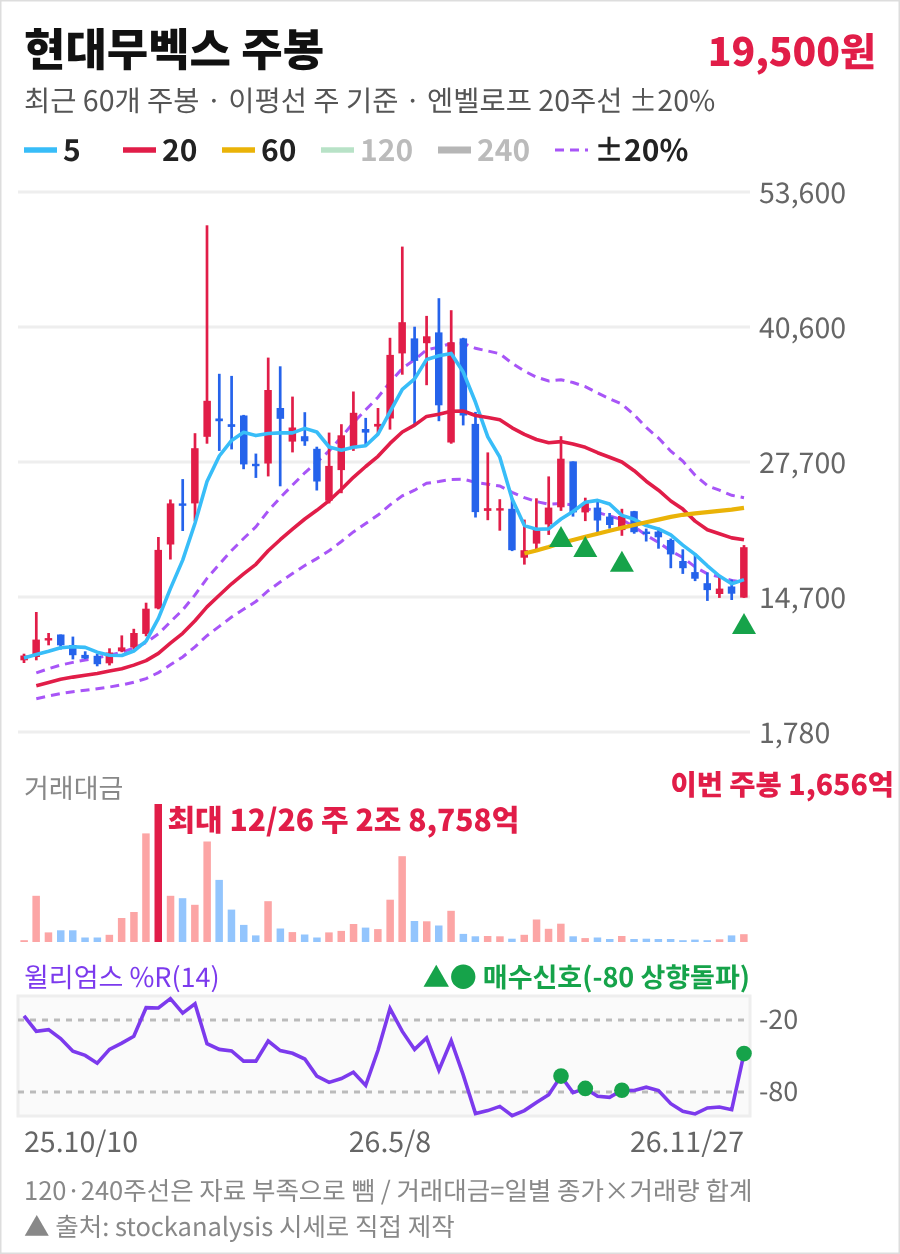 현대무벡스 주봉
19,500원
최근 60개 주봉 · 이평선 주 기준 · 엔벨로프 20주선 ±20%
5 20 60 120 240 ±20%
53,600
40,600
27,700
14,700
1,780
거래대금
이번 주봉 1,656억
최대 12/26 주 2조 8,758억
윌리엄스 %R(14)
▲● 매수신호(-80 상향돌파)
-20
-80
25.10/10 26.5/8 26.11/27
120·240주선은 자료 부족으로 뺌 / 거래대금=일별 종가×거래량 합계
▲ 출처: stockanalysis 시세로 직접 제작